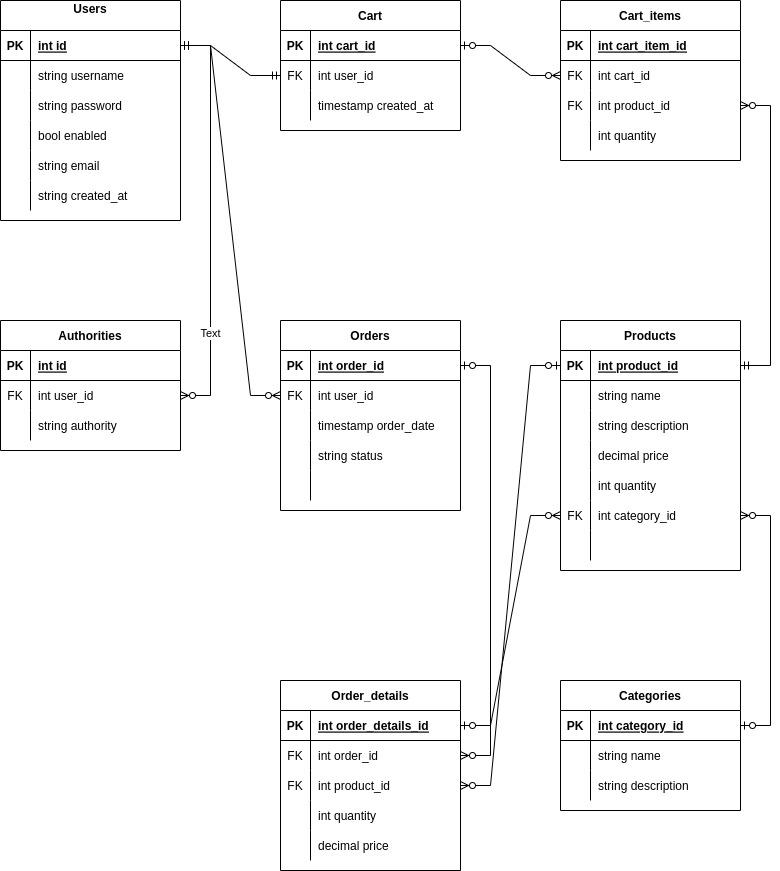 Users
PK int id
string username
string password
bool enabled
string email
string created_at
Cart
PK int cart_id
FK int user_id
timestamp created_at
Cart_items
PK int cart_item_id
FK int cart_id
FK int product_id
int quantity
Text
Authorities
PK int id
FK int user_id
string authority
Orders
PK int order_id
FK int user_id
timestamp order_date
string status
Products
PK int product_id
string name
string description
decimal price
int quantity
FK int category_id
Order_details
PK int order_details_id
FK int order_id
FK int product_id
int quantity
decimal price
Categories
PK int category_id
string name
string description